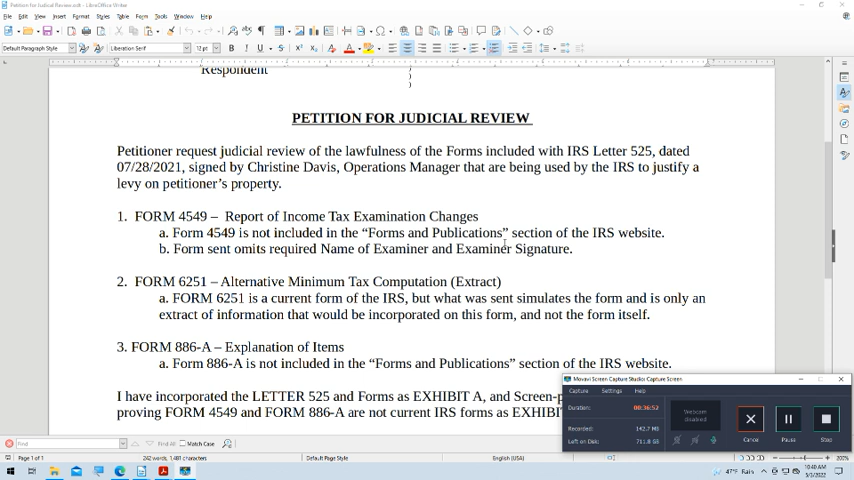 Petition for Judicial Review.odt - LibreOffice Writer
File Edit View Insert Format Styles Table Form Tools Window Help
Default Paragraph Style Liberation Serif 12 pt
Respondent )
)
PETITION FOR JUDICIAL REVIEW
Petitioner request judicial review of the lawfulness of the Forms included with IRS Letter 525, dated
07/28/2021, signed by Christine Davis, Operations Manager that are being used by the IRS to justify a
levy on petitioner's property.
1. FORM 4549 – Report of Income Tax Examination Changes
a. Form 4549 is not included in the “Forms and Publications” section of the IRS website.
b. Form sent omits required Name of Examiner and Examiner Signature.
2. FORM 6251 – Alternative Minimum Tax Computation (Extract)
a. FORM 6251 is a current form of the IRS, but what was sent simulates the form and is only an
extract of information that would be incorporated on this form, and not the form itself.
3. FORM 886-A – Explanation of Items
a. Form 886-A is not included in the “Forms and Publications” section of the IRS website.
I have incorporated the LETTER 525 and Forms as EXHIBIT A, and Screen-p
proving FORM 4549 and FORM 886-A are not current IRS forms as EXHIBI
Movavi Screen Capture Studio: Capture Screen
Capture Settings Help
Duration: 00:36:52
Recorded: 142.7 MB
Left on Disk: 711.8 GB
Webcam
disabled
Cancel Pause Stop
Find Find All Match Case
Page 1 of 1 242 words, 1,481 characters Default Page Style English (USA) 200%
47°F Rain 10:40 AM
5/3/2022